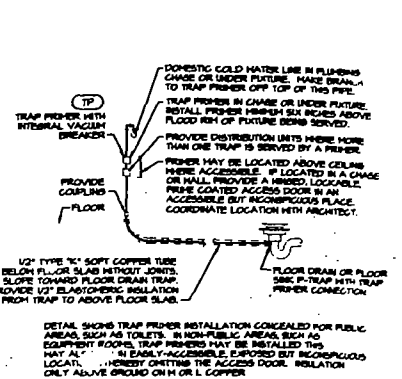 DOMESTIC COLD WATER LINE IN PLUMBING
CHASE OR UNDER FIXTURE. MAKE
TO TRAP PRIMER OFF TOP OF THIS PIPE.
TP
TRAP PRIMER WITH
INTEGRAL VACUUM
BREAKER
TRAP PRIMER IN CHASE OR UNDER FIXTURE.
INSTALL PRIMER MINIMUM SIX INCHES ABOVE
FLOOD RIM OF FIXTURE BEING SERVED.
PROVIDE DISTRIBUTION UNITS WHERE MORE
THAN ONE TRAP IS SERVED BY A PRIMER.
PRIMER MAY BE LOCATED ABOVE CEILING
WHERE ACCESSIBLE. IF LOCATED IN A CHASE
OR WALL PROVIDE A HINGED, LOCKABLE,
PRIME COATED ACCESS DOOR IN AN
ACCESSIBLE BUT INCONSPICUOUS PLACE.
COORDINATE LOCATION WITH ARCHITECT.
PROVIDE
COUPLING
FLOOR
1/2" TYPE "K" SOFT COPPER TUBE
BELOW FLOOR SLAB WITHOUT JOINTS.
SLOPE TOWARD FLOOR DRAIN TRAP.
1/2" ELASTOMERIC INSULATION
FROM TRAP TO ABOVE FLOOR SLAB.
FLOOR DRAIN OR FLOOR
SINK P-TRAP WITH TRAP
PRIMER CONNECTION
DETAIL SHOWS TRAP PRIMER INSTALLATION CONCEALED FOR PUBLIC
AREAS, SUCH AS TOILETS. IN NON-PUBLIC AREAS, SUCH AS
EQUIPMENT ROOMS, TRAP PRIMERS MAY BE INSTALLED THIS
IN EASILY-ACCESSIBLE, EXPOSED BUT INCONSPICUOUS
OMITTING THE ACCESS DOOR. INSULATION
ONLY ABOVE GROUND ON M OR L COPPER